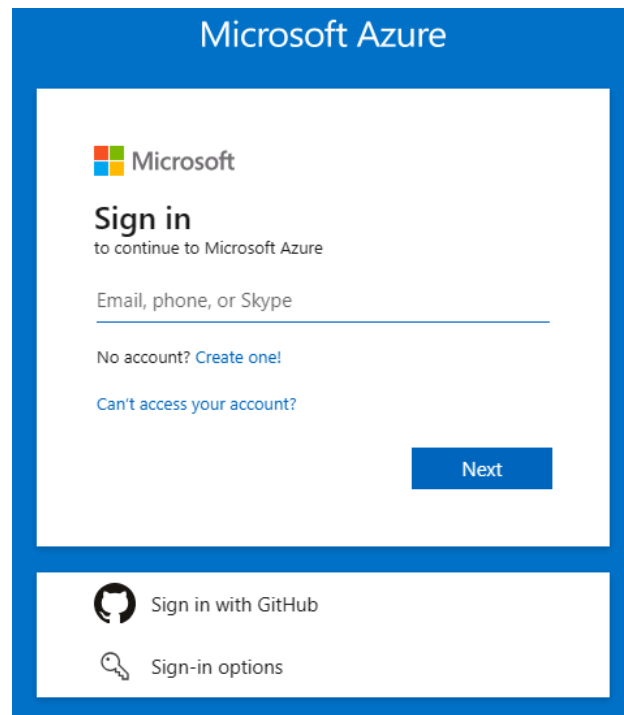 Microsoft Azure
Microsoft
Sign in
to continue to Microsoft Azure
Email, phone, or Skype
No account? Create one!
Can't access your account?
Next
Sign in with GitHub
Sign-in options